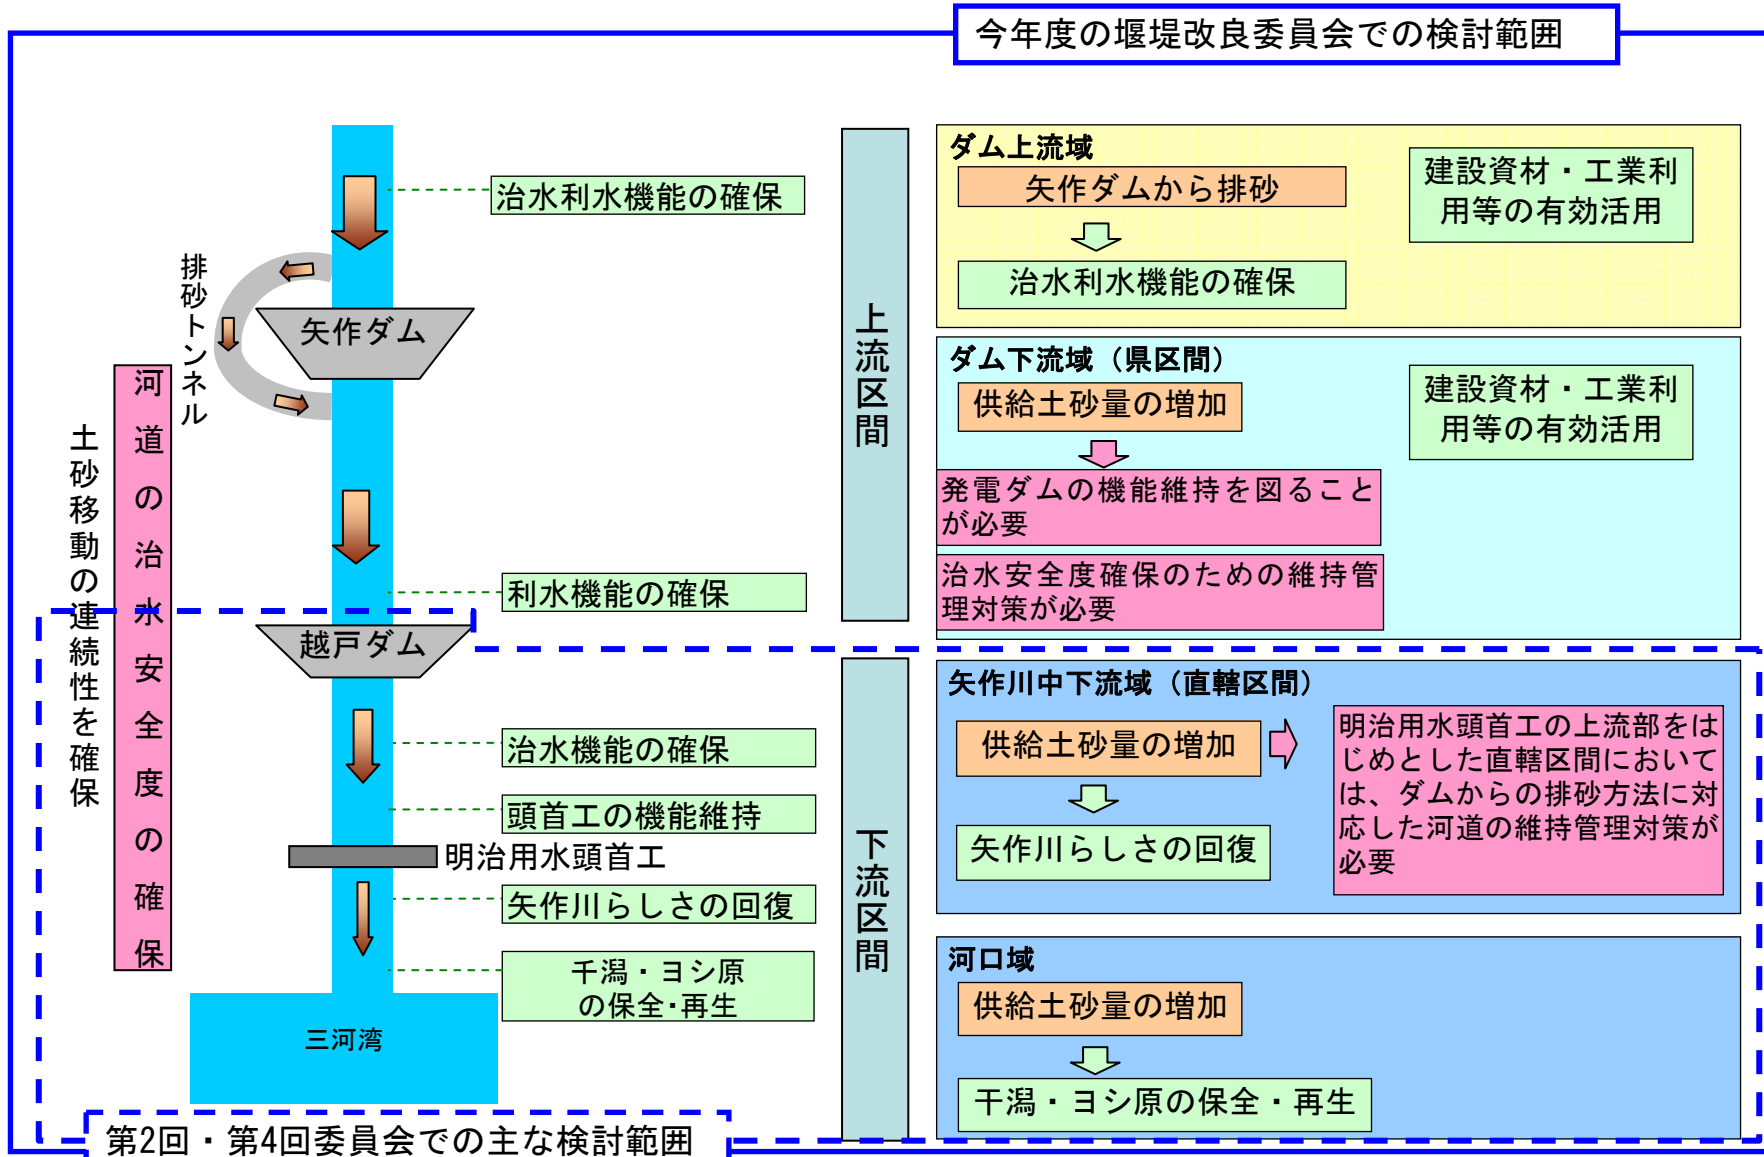 今年度の堰堤改良委員会での検討範囲
治水利水機能の確保
排砂トンネル
矢作ダム
河道の治水安全度の確保
土砂移動の連続性を確保
利水機能の確保
越戸ダム
治水機能の確保
頭首工の機能維持
明治用水頭首工
矢作川らしさの回復
干潟・ヨシ原
の保全・再生
三河湾
上流区間
下流区間
ダム上流域
矢作ダムから排砂
治水利水機能の確保
建設資材・工業利
用等の有効活用
ダム下流域（県区間）
供給土砂量の増加
建設資材・工業利
用等の有効活用
発電ダムの機能維持を図ること
が必要
治水安全度確保のための維持管
理対策が必要
矢作川中下流域（直轄区間）
供給土砂量の増加
矢作川らしさの回復
明治用水頭首工の上流部をは
じめとした直轄区間において
は、ダムからの排砂方法に対
応した河道の維持管理対策が
必要
河口域
供給土砂量の増加
干潟・ヨシ原の保全・再生
第2回・第4回委員会での主な検討範囲